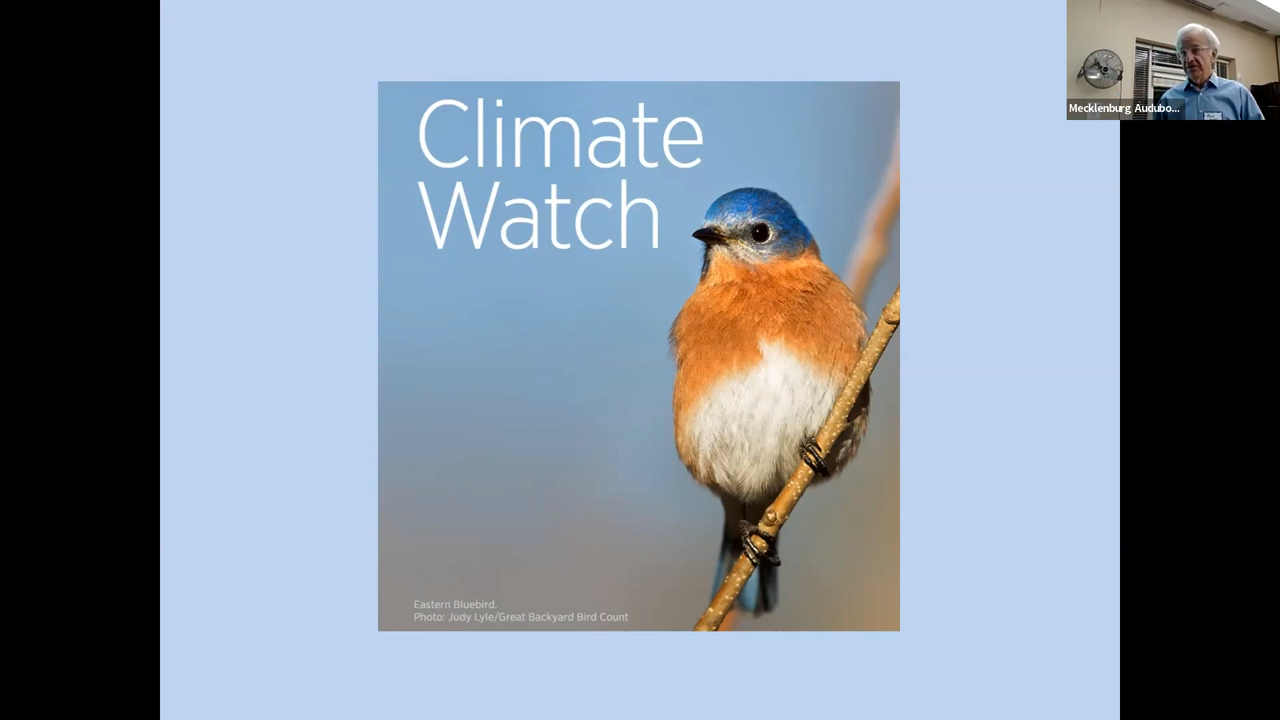 Climate
Watch
Eastern Bluebird.
Photo: Judy Lyle/Great Backyard Bird Count
Mecklenburg Audubo...